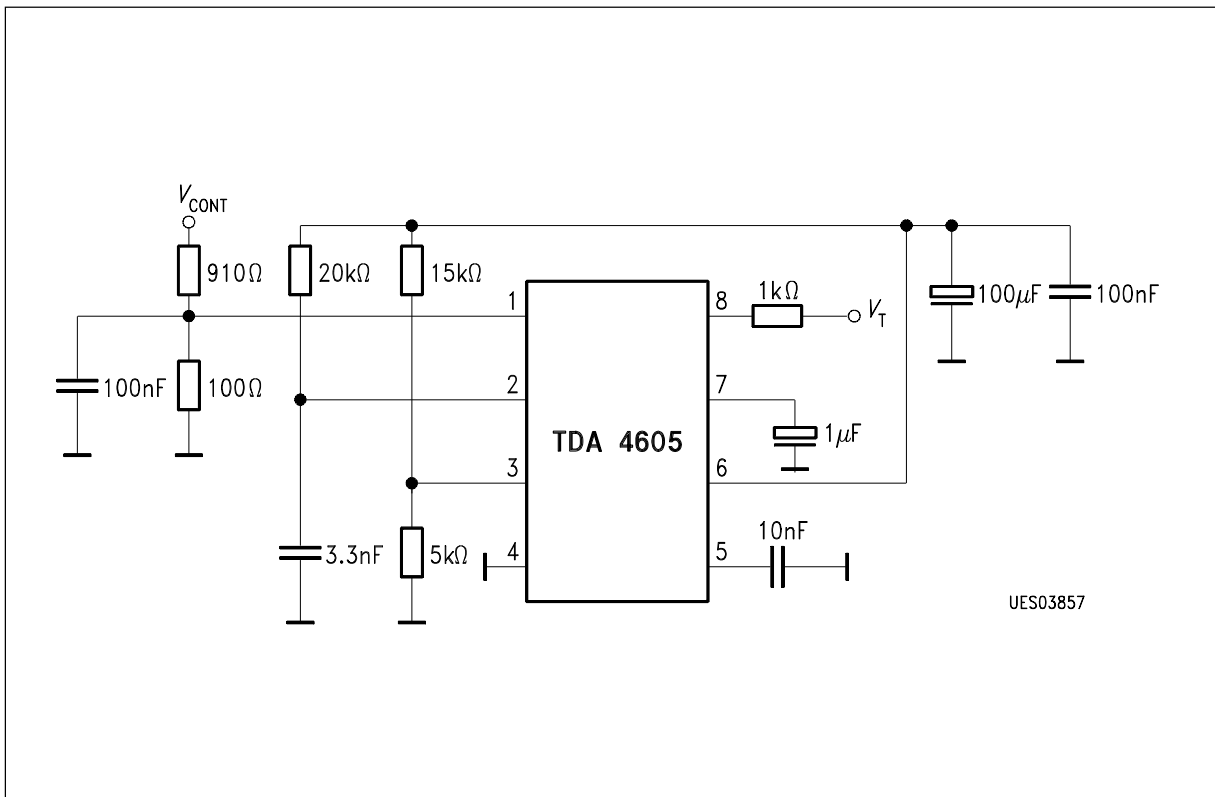 V_CONT
910Ω
20kΩ
15kΩ
1
8
1kΩ
V_T
100µF
100nF
100nF
100Ω
2
7
TDA 4605
1µF
3
6
3.3nF
5kΩ
4
5
10nF
UES03857